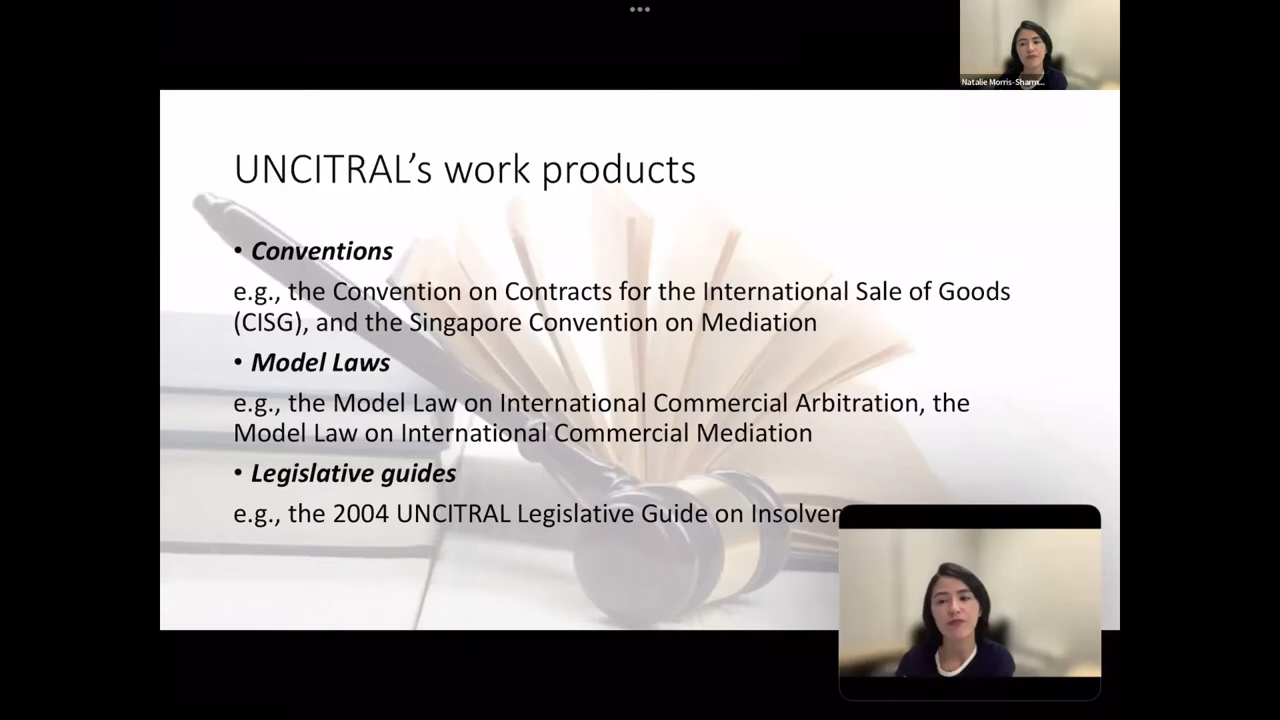 Natalie Morris-Sharm...
UNCITRAL’s work products
• Conventions
e.g., the Convention on Contracts for the International Sale of Goods
(CISG), and the Singapore Convention on Mediation
• Model Laws
e.g., the Model Law on International Commercial Arbitration, the
Model Law on International Commercial Mediation
• Legislative guides
e.g., the 2004 UNCITRAL Legislative Guide on